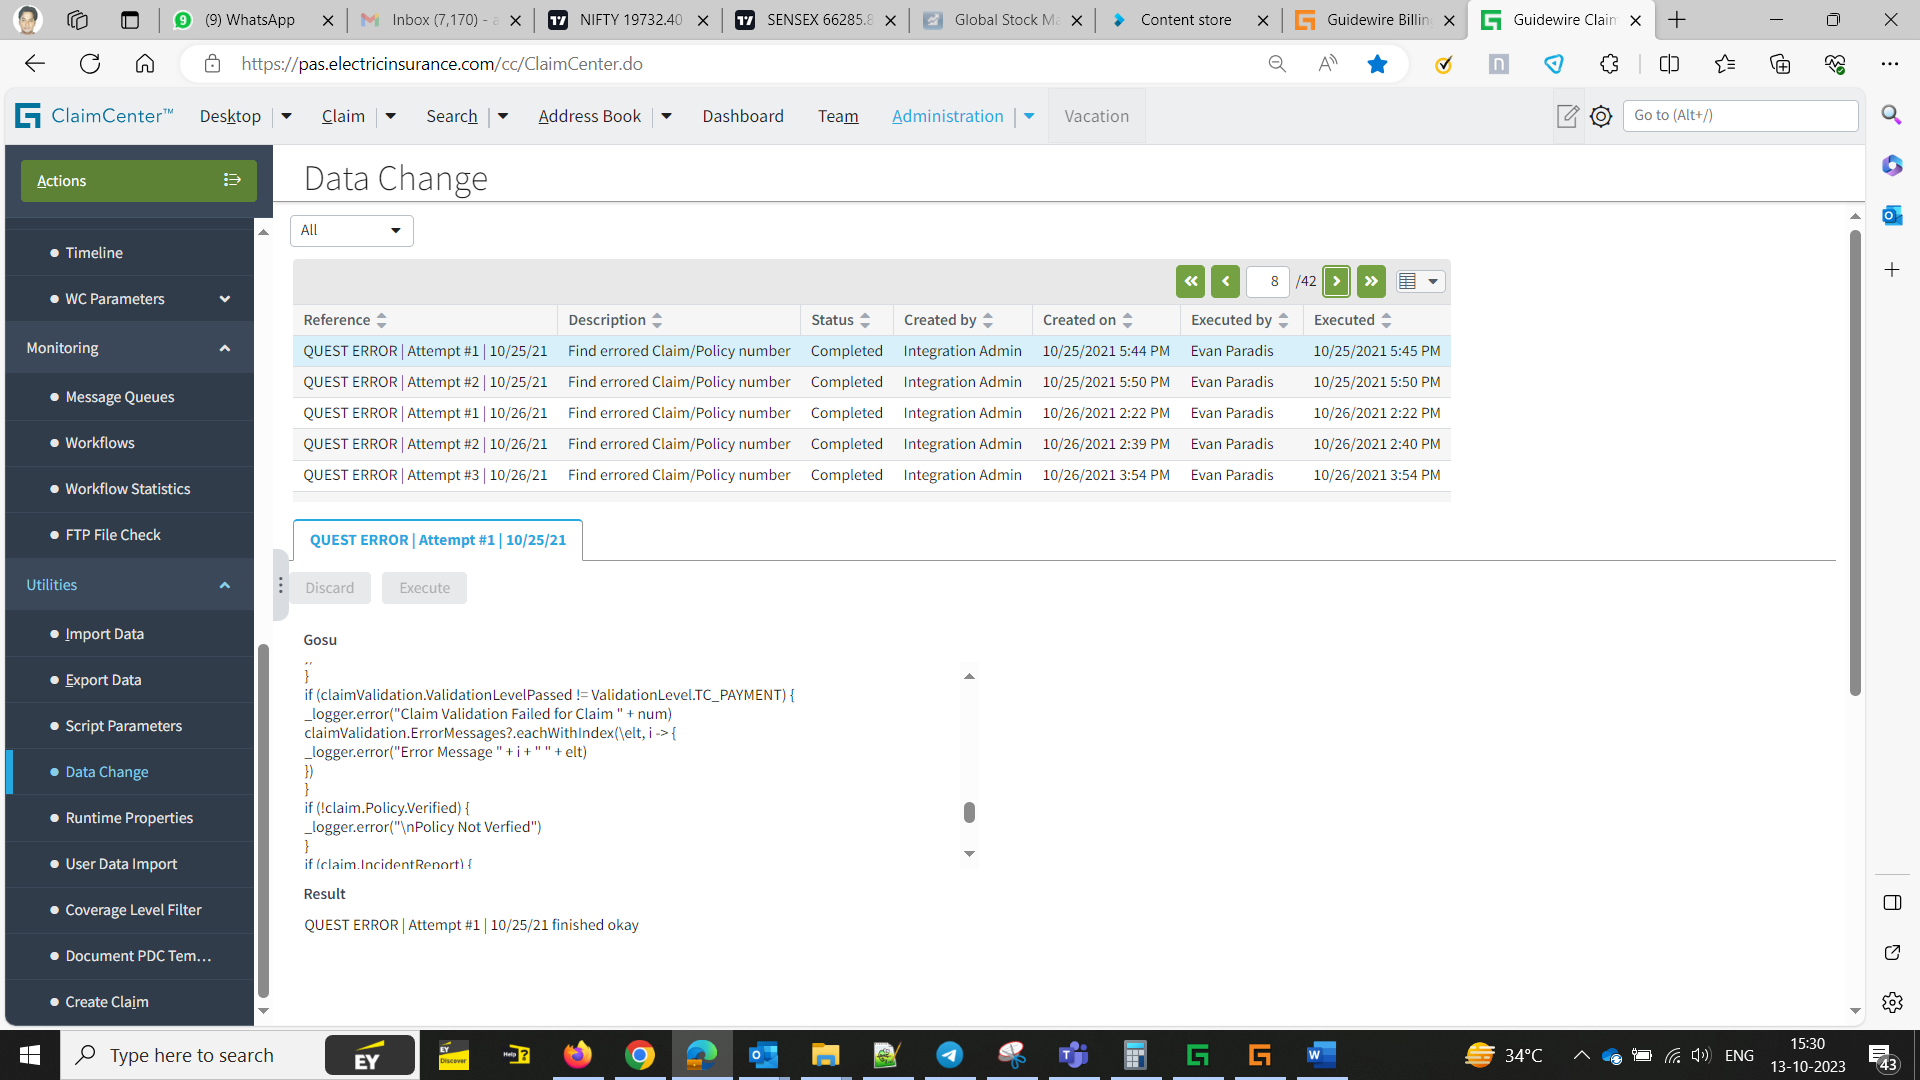 (9) WhatsApp
Inbox (7,170) - a
NIFTY 19732.40
SENSEX 66285.8
Global Stock Ma
Content store
Guidewire Billin
Guidewire Claim
https://pas.electricinsurance.com/cc/ClaimCenter.do
ClaimCenter™
Desktop
Claim
Search
Address Book
Dashboard
Team
Administration
Vacation
Go to (Alt+/)
Actions
Timeline
WC Parameters
Monitoring
Message Queues
Workflows
Workflow Statistics
FTP File Check
Utilities
Import Data
Export Data
Script Parameters
Data Change
Runtime Properties
User Data Import
Coverage Level Filter
Document PDC Tem...
Create Claim
Data Change
All
8 /42
Reference Description Status Created by Created on Executed by Executed
QUEST ERROR | Attempt #1 | 10/25/21 Find errored Claim/Policy number Completed Integration Admin 10/25/2021 5:44 PM Evan Paradis 10/25/2021 5:45 PM
QUEST ERROR | Attempt #2 | 10/25/21 Find errored Claim/Policy number Completed Integration Admin 10/25/2021 5:50 PM Evan Paradis 10/25/2021 5:50 PM
QUEST ERROR | Attempt #1 | 10/26/21 Find errored Claim/Policy number Completed Integration Admin 10/26/2021 2:22 PM Evan Paradis 10/26/2021 2:22 PM
QUEST ERROR | Attempt #2 | 10/26/21 Find errored Claim/Policy number Completed Integration Admin 10/26/2021 2:39 PM Evan Paradis 10/26/2021 2:40 PM
QUEST ERROR | Attempt #3 | 10/26/21 Find errored Claim/Policy number Completed Integration Admin 10/26/2021 3:54 PM Evan Paradis 10/26/2021 3:54 PM
QUEST ERROR | Attempt #1 | 10/25/21
Discard Execute
Gosu
}
if (claimValidation.ValidationLevelPassed != ValidationLevel.TC_PAYMENT) {
_logger.error("Claim Validation Failed for Claim " + num)
claimValidation.ErrorMessages?.eachWithIndex(\elt, i -> {
_logger.error("Error Message " + i + " " + elt)
})
}
if (!claim.Policy.Verified) {
_logger.error("\nPolicy Not Verfied")
}
if (claim.IncidentReport) {
Result
QUEST ERROR | Attempt #1 | 10/25/21 finished okay
Type here to search
EY
EY Discover
Help ?
34°C
ENG
15:30
13-10-2023
43